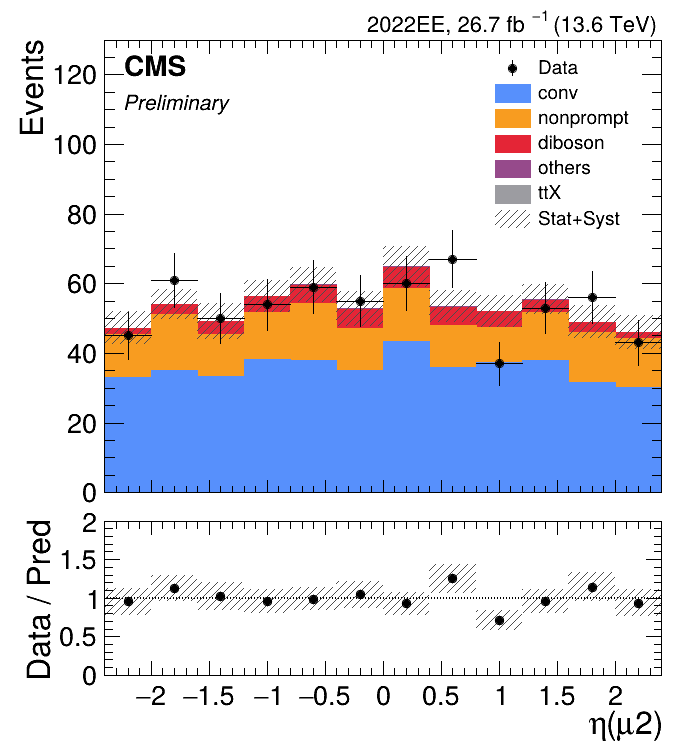 2022EE, 26.7 fb⁻¹ (13.6 TeV)
CMS
Preliminary
Events
120
100
80
60
40
20
0
Data
conv
nonprompt
diboson
others
ttX
Stat+Syst
Data / Pred
2
1.5
1
0.5
0
−2 −1.5 −1 −0.5 0 0.5 1 1.5 2
η(μ2)